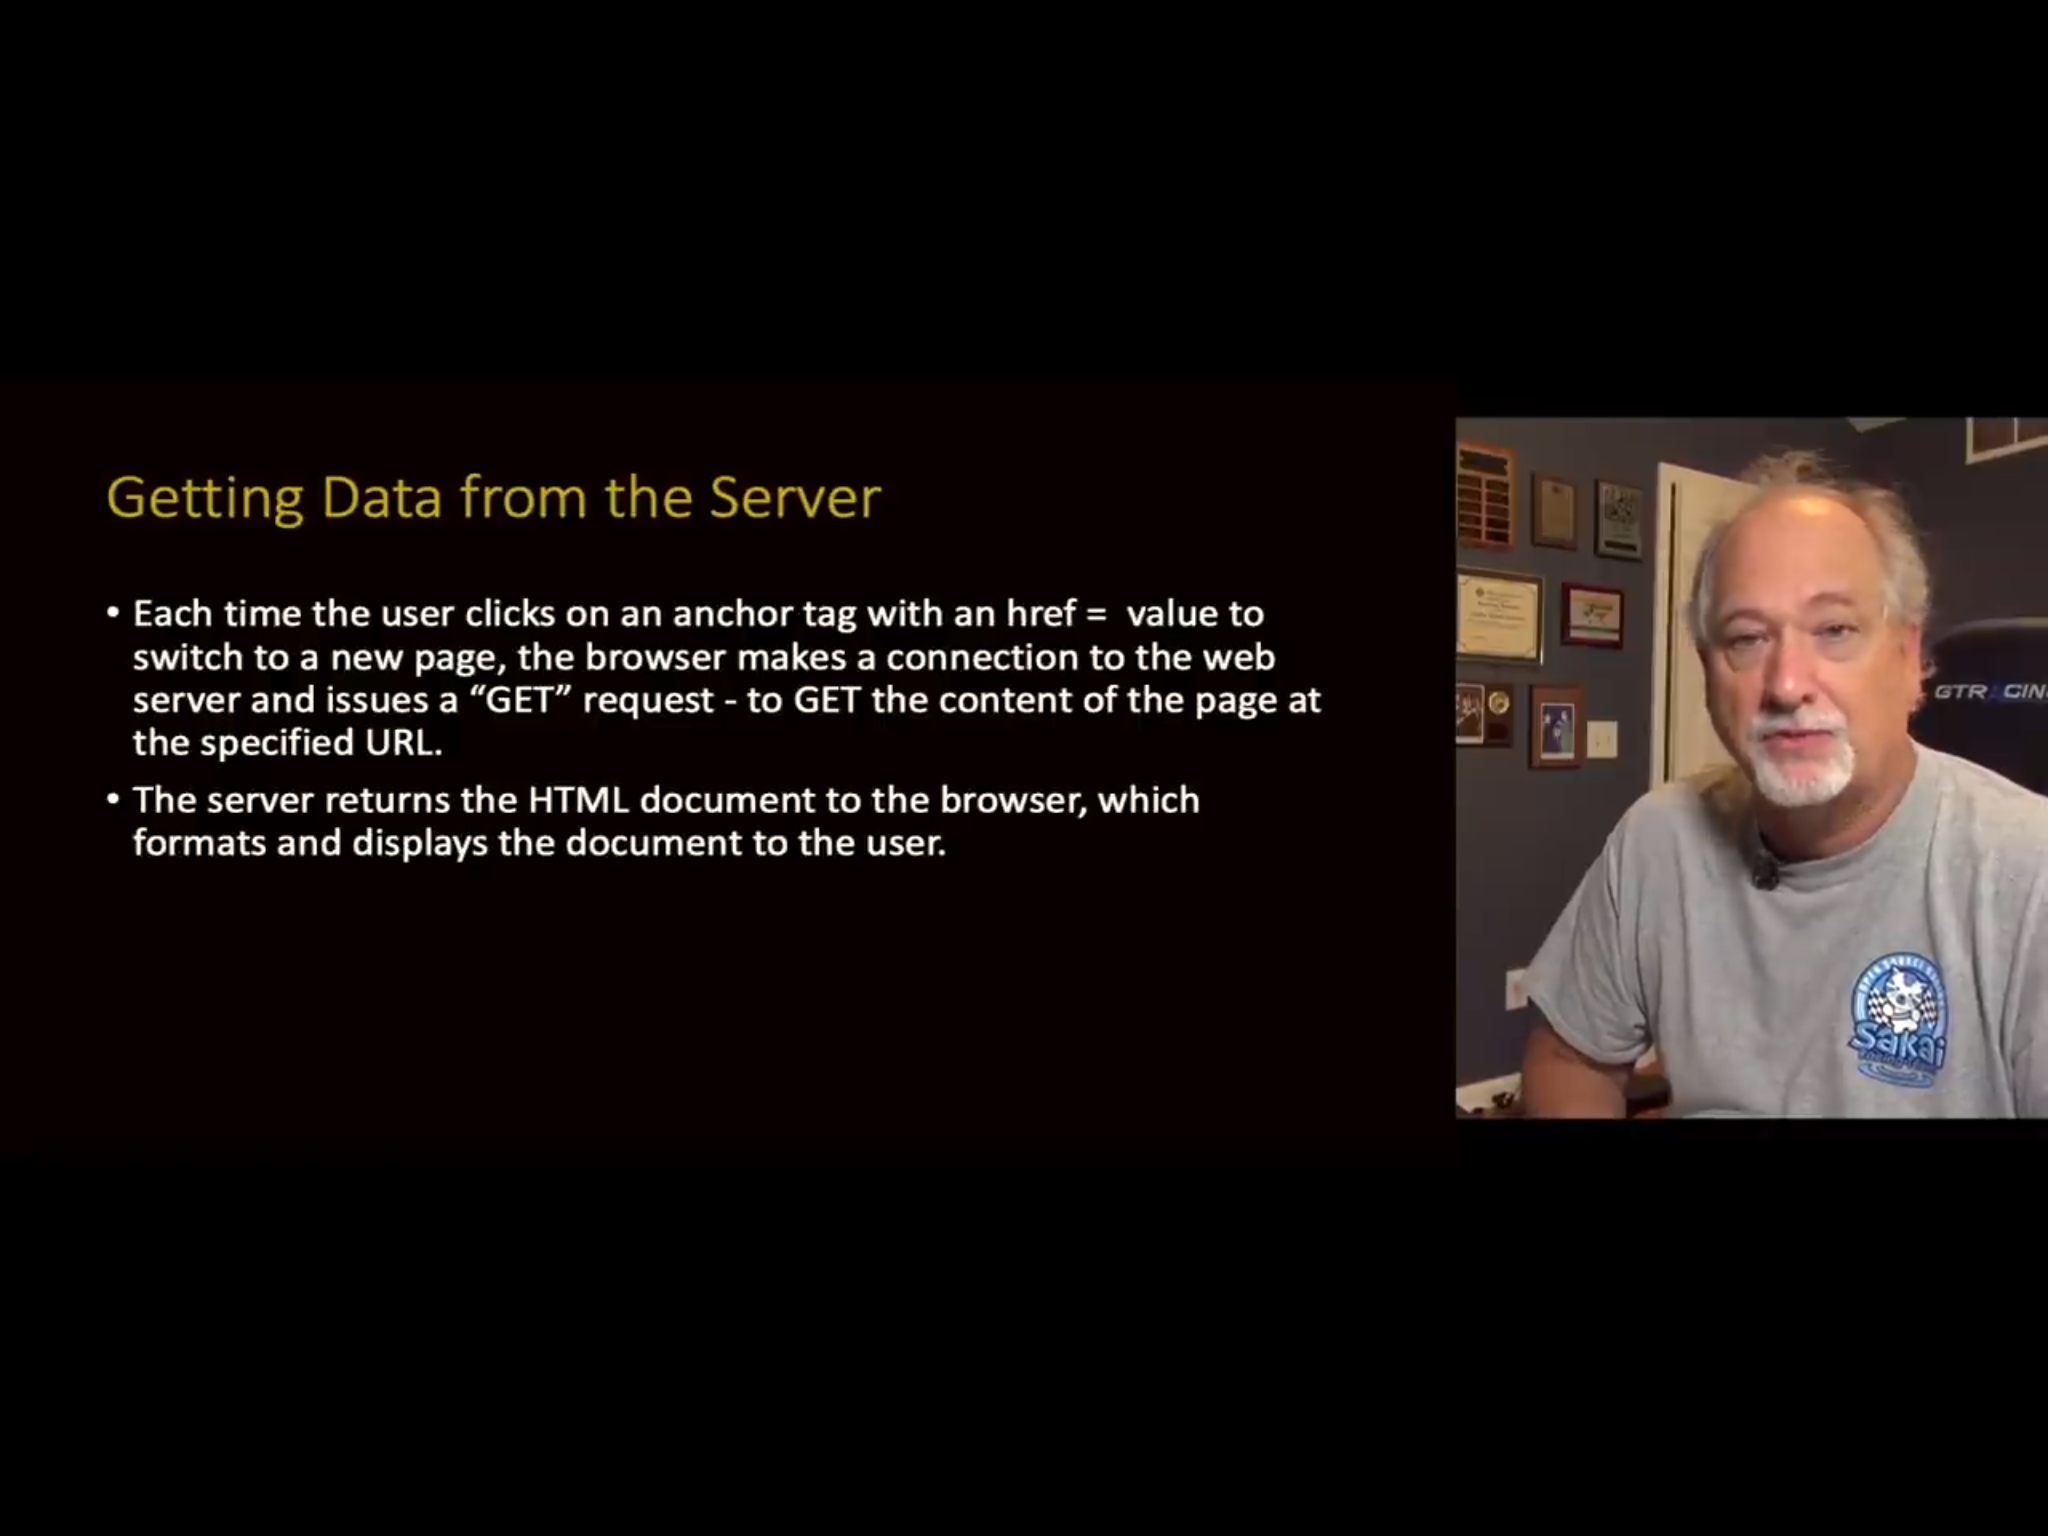 Getting Data from the Server
• Each time the user clicks on an anchor tag with an href =  value to
switch to a new page, the browser makes a connection to the web
server and issues a “GET” request - to GET the content of the page at
the specified URL.
• The server returns the HTML document to the browser, which
formats and displays the document to the user.
Sakai